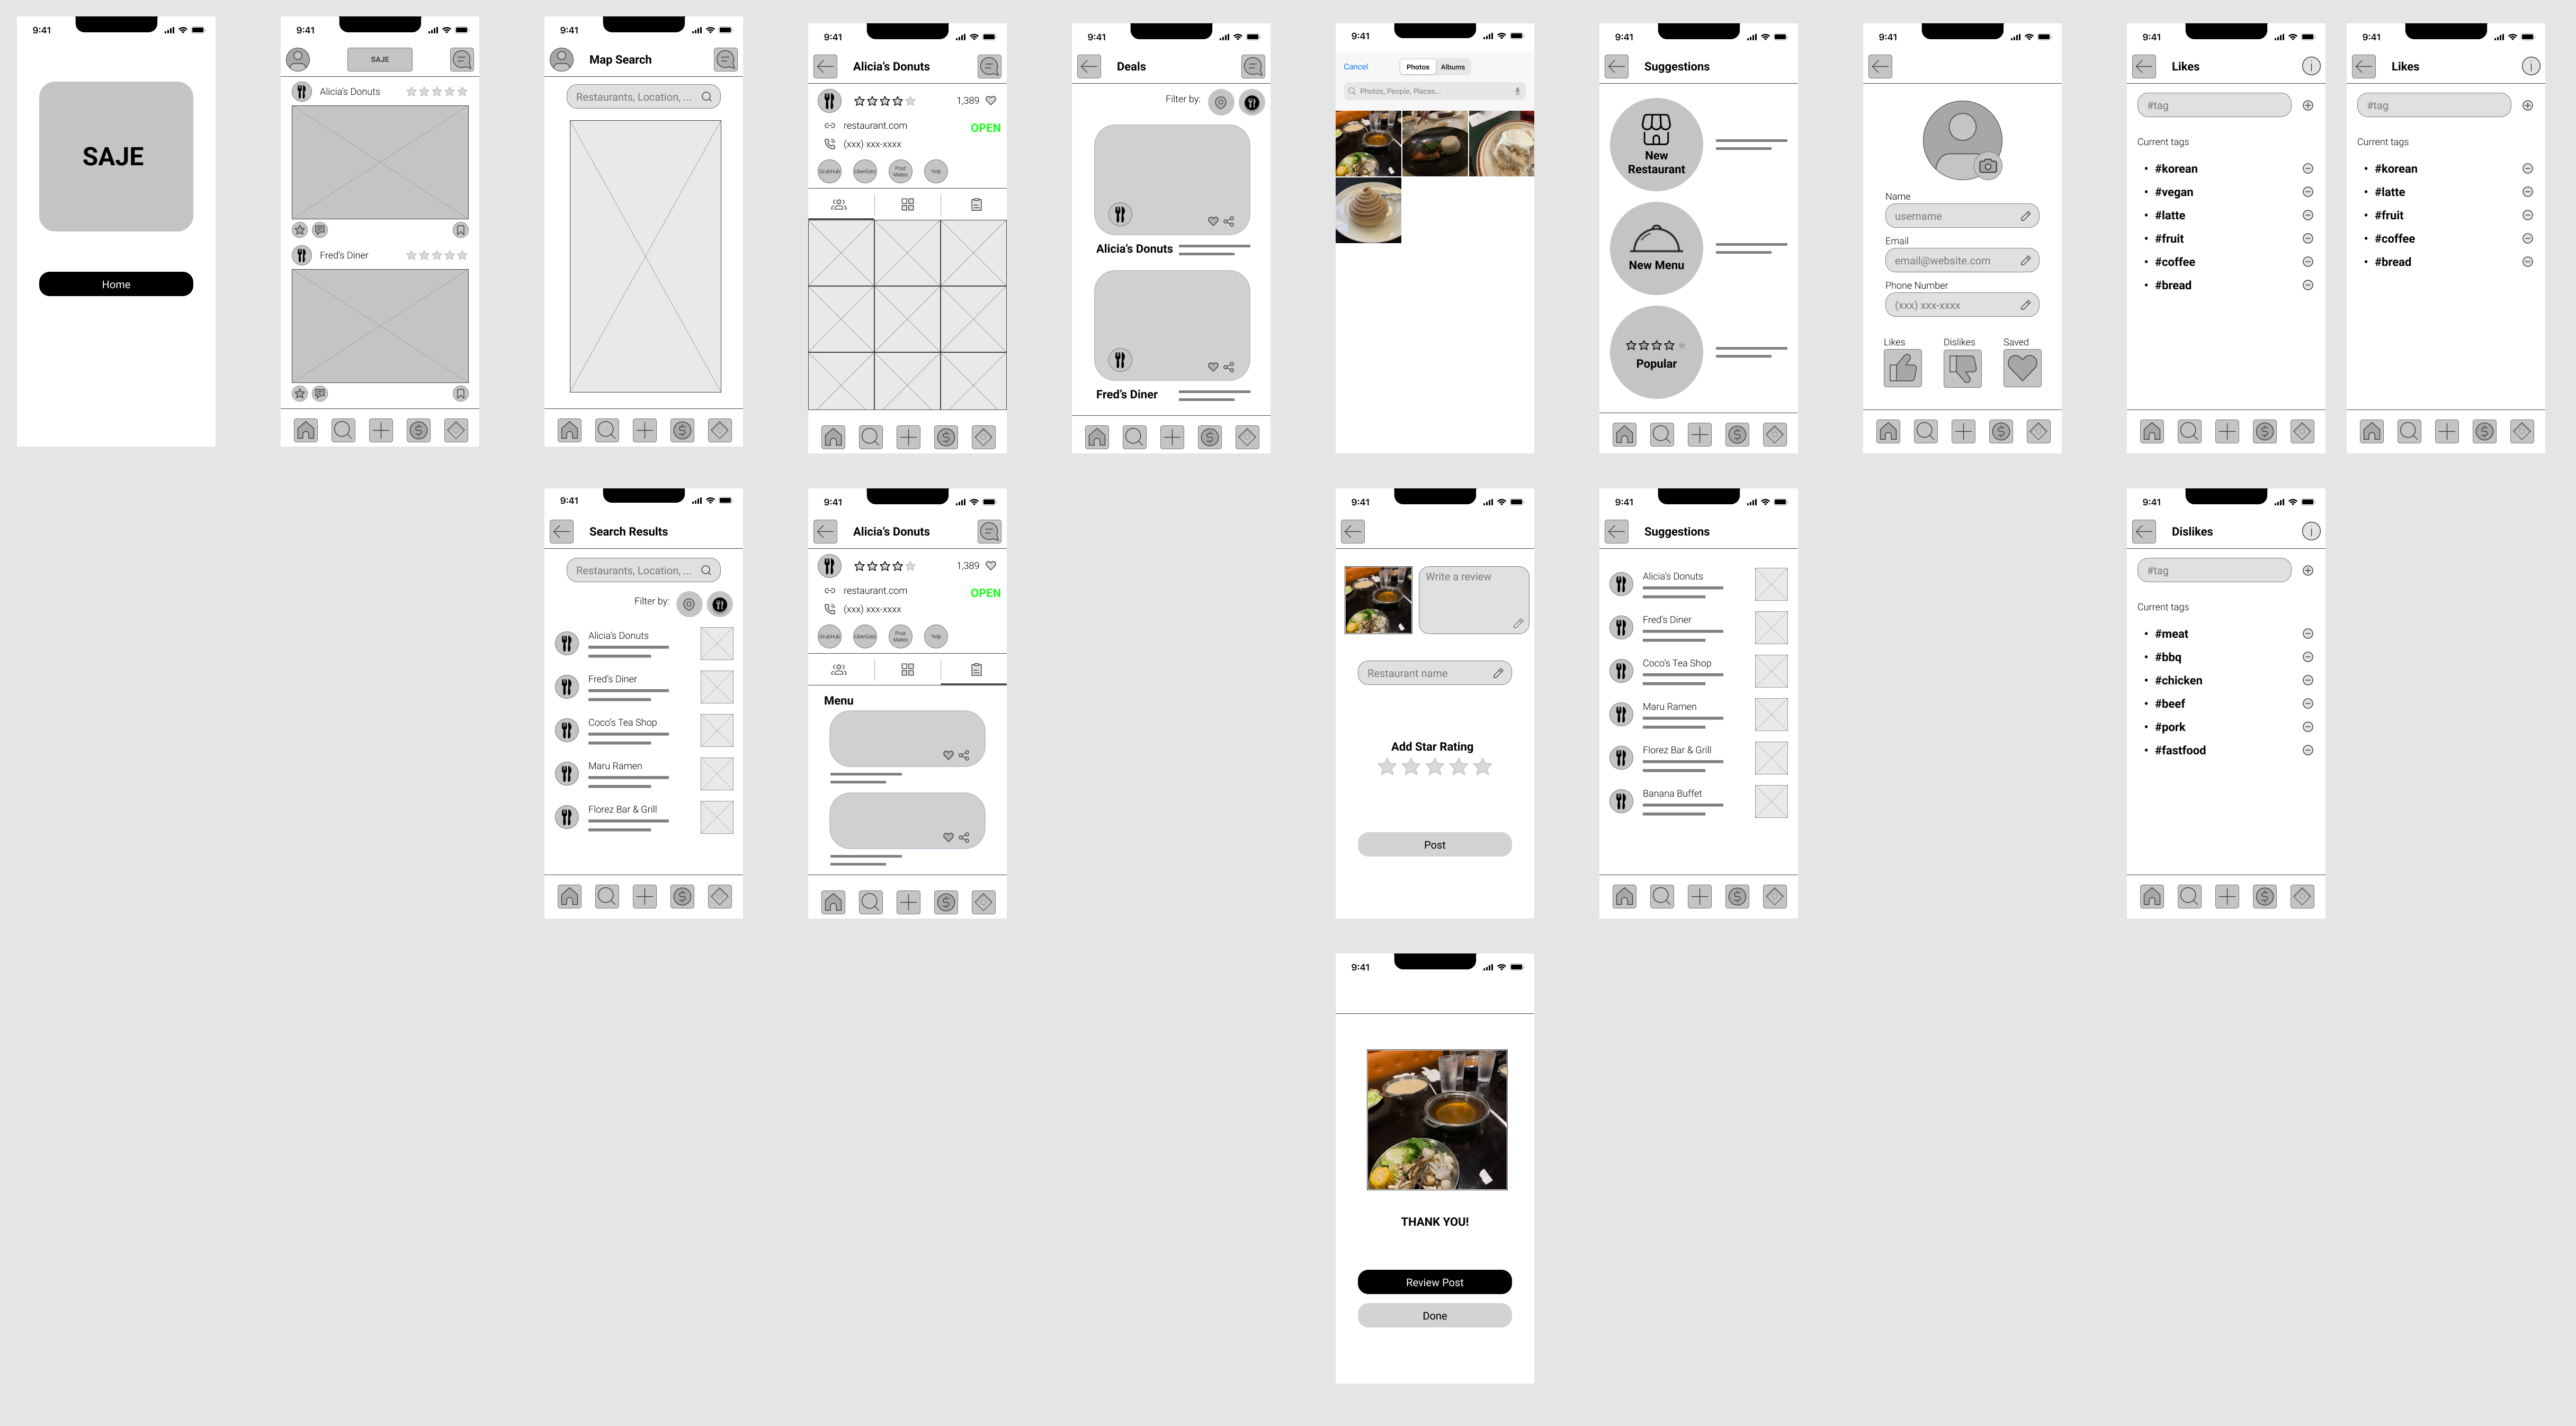 9:41
SAJE
Home
9:41
SAJE
Alicia's Donuts
Fred's Diner
9:41
Map Search
Restaurants, Location, ...
9:41
Alicia's Donuts
1,389
restaurant.com
OPEN
(xxx) xxx-xxxx
GrubHub
UberEats
Post
Mates
Yelp
9:41
Deals
Filter by:
Alicia's Donuts
Fred's Diner
9:41
Cancel
Photos
Albums
Photos, People, Places...
9:41
Suggestions
New
Restaurant
New Menu
Popular
9:41
Name
username
Email
email@website.com
Phone Number
(xxx) xxx-xxxx
Likes
Dislikes
Saved
9:41
Likes
#tag
Current tags
• #korean
• #vegan
• #latte
• #fruit
• #coffee
• #bread
9:41
Likes
#tag
Current tags
• #korean
• #latte
• #fruit
• #coffee
• #bread
9:41
Search Results
Restaurants, Location, ...
Filter by:
Alicia's Donuts
Fred's Diner
Coco's Tea Shop
Maru Ramen
Florez Bar & Grill
9:41
Alicia's Donuts
1,389
restaurant.com
OPEN
(xxx) xxx-xxxx
GrubHub
UberEats
Post
Mates
Yelp
Menu
9:41
Write a review
Restaurant name
Add Star Rating
Post
9:41
Suggestions
Alicia's Donuts
Fred's Diner
Coco's Tea Shop
Maru Ramen
Florez Bar & Grill
Banana Buffet
9:41
Dislikes
#tag
Current tags
• #meat
• #bbq
• #chicken
• #beef
• #pork
• #fastfood
9:41
THANK YOU!
Review Post
Done